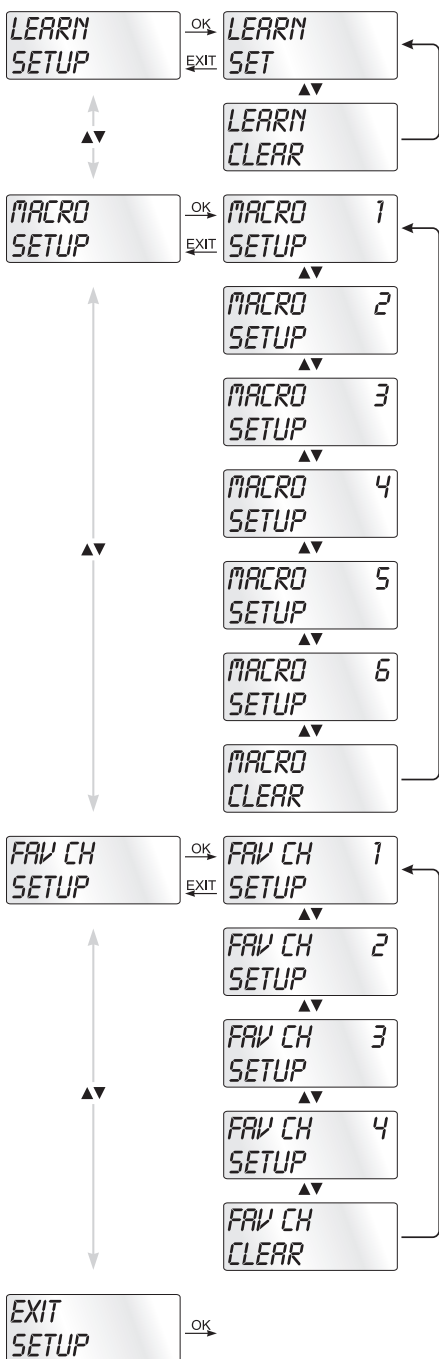 LEARN
SETUP
OK
EXIT
LEARN
SET
▲▼
▲▼
LEARN
CLEAR
MACRO
SETUP
OK
EXIT
MACRO 1
SETUP
▲▼
MACRO 2
SETUP
▲▼
MACRO 3
SETUP
▲▼
MACRO 4
SETUP
▲▼
▲▼
MACRO 5
SETUP
▲▼
MACRO 6
SETUP
▲▼
MACRO
CLEAR
FAV CH
SETUP
OK
EXIT
FAV CH 1
SETUP
▲▼
FAV CH 2
SETUP
▲▼
FAV CH 3
SETUP
▲▼
▲▼
FAV CH 4
SETUP
▲▼
FAV CH
CLEAR
EXIT
SETUP
OK